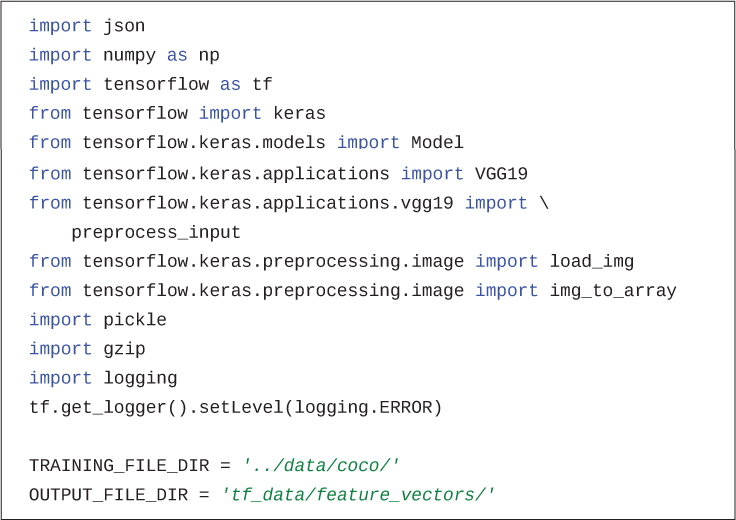 import json
import numpy as np
import tensorflow as tf
from tensorflow import keras
from tensorflow.keras.models import Model
from tensorflow.keras.applications import VGG19
from tensorflow.keras.applications.vgg19 import \
    preprocess_input
from tensorflow.keras.preprocessing.image import load_img
from tensorflow.keras.preprocessing.image import img_to_array
import pickle
import gzip
import logging
tf.get_logger().setLevel(logging.ERROR)

TRAINING_FILE_DIR = '../data/coco/'
OUTPUT_FILE_DIR = 'tf_data/feature_vectors/'